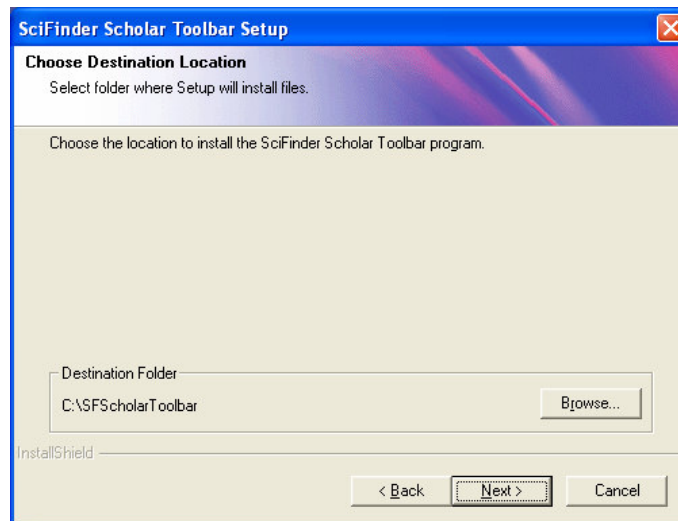 SciFinder Scholar Toolbar Setup
Choose Destination Location
Select folder where Setup will install files.
Choose the location to install the SciFinder Scholar Toolbar program.
Destination Folder
C:\SFScholarToolbar
Browse...
InstallShield
< Back
Next >
Cancel